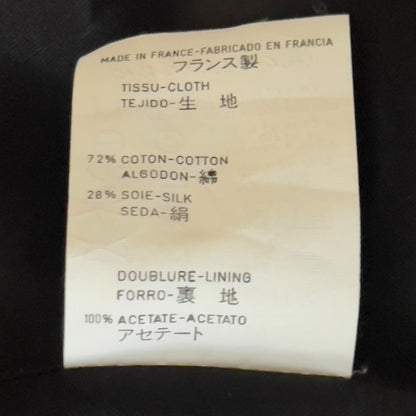 MADE IN FRANCE-FABRICADO EN FRANCIA
フランス製
TISSU-CLOTH
TEJIDO-生 地
72% COTON-COTTON
ALGODON-綿
28% SOIE-SILK
SEDA-絹
DOUBLURE-LINING
FORRO-裏 地
100% ACETATE-ACETATO
アセテート